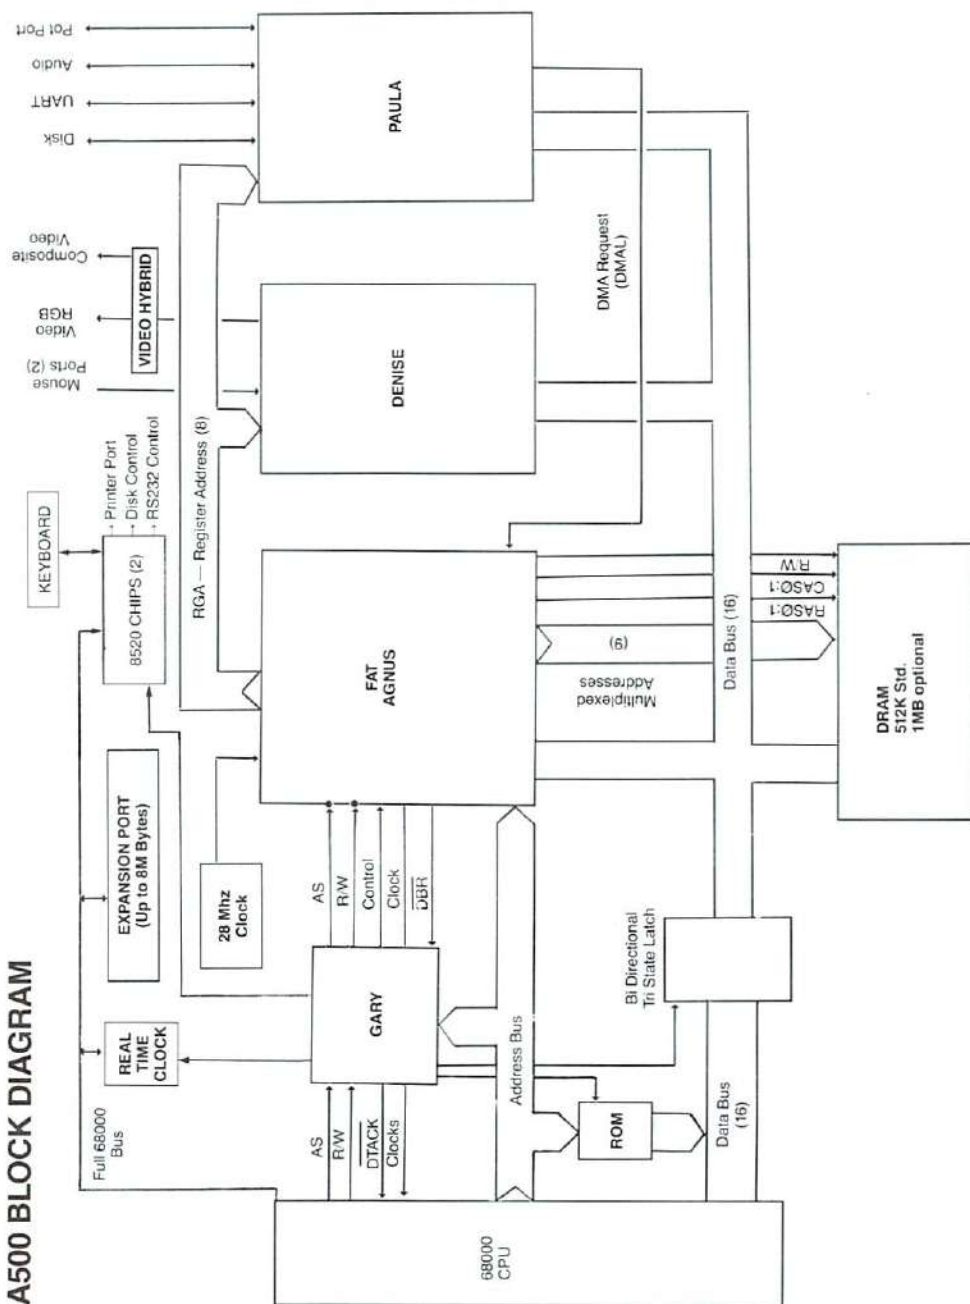 A500 BLOCK DIAGRAM
Full 68000
Bus
68000
CPU
REAL
TIME
CLOCK
EXPANSION PORT
(Up to 8M Bytes)
8520 CHIPS (2)
KEYBOARD
Printer Port
Disk Control
RS232 Control
28 Mhz
Clock
AS
R/W
DTACK
Clocks
GARY
AS
R/W
Control
Clock
DBR
Address Bus
ROM
Data Bus
(16)
Bi Directional
Tri State Latch
FAT
AGNUS
RGA — Register Address (8)
Multiplexed
Addresses
(9)
RASØ:1
CASØ:1
R/W
Data Bus (16)
DRAM
512K Std.
1MB optional
DENISE
Mouse
Ports (2)
Video
RGB
VIDEO HYBRID
Composite
Video
PAULA
Disk
UART
Audio
Pot Port
DMA Request
(DMAL)